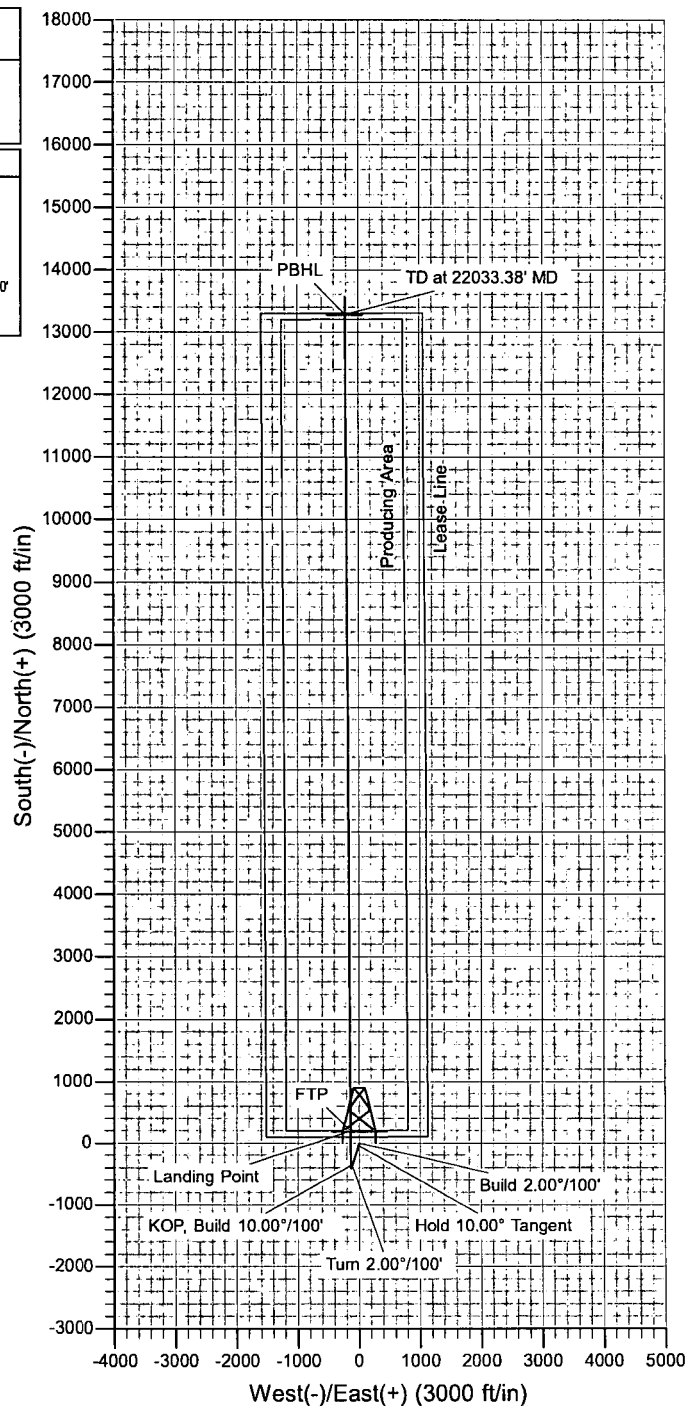 18000
17000
16000
15000
14000
13000
12000
11000
10000
9000
8000
7000
6000
5000
4000
3000
2000
1000
0
-1000
-2000
-3000
South(-)/North(+) (3000 ft/in)
PBHL
TD at 22033.38' MD
Producing Area
Lease Line
FTP
Landing Point
Build 2.00°/100'
KOP, Build 10.00°/100'
Hold 10.00° Tangent
Turn 2.00°/100'
-4000 -3000 -2000 -1000 0 1000 2000 3000 4000 5000
West(-)/East(+) (3000 ft/in)